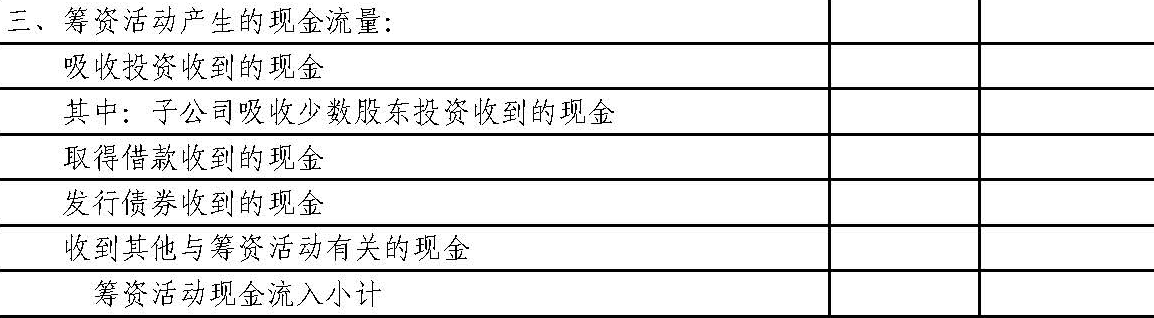 三、筹资活动产生的现金流量：
吸收投资收到的现金
其中：子公司吸收少数股东投资收到的现金
取得借款收到的现金
发行债券收到的现金
收到其他与筹资活动有关的现金
筹资活动现金流入小计